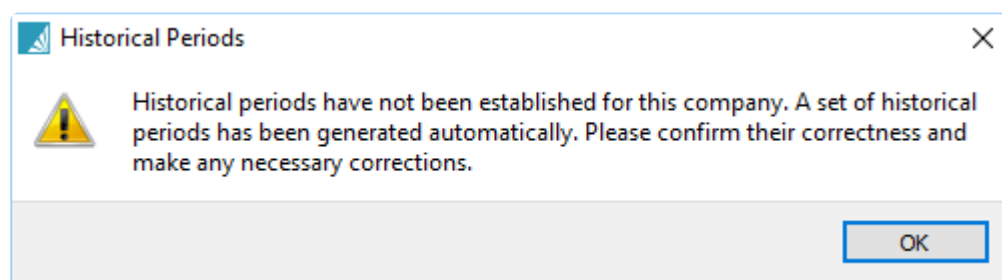 Historical Periods
Historical periods have not been established for this company. A set of historical
periods has been generated automatically. Please confirm their correctness and
make any necessary corrections.
OK